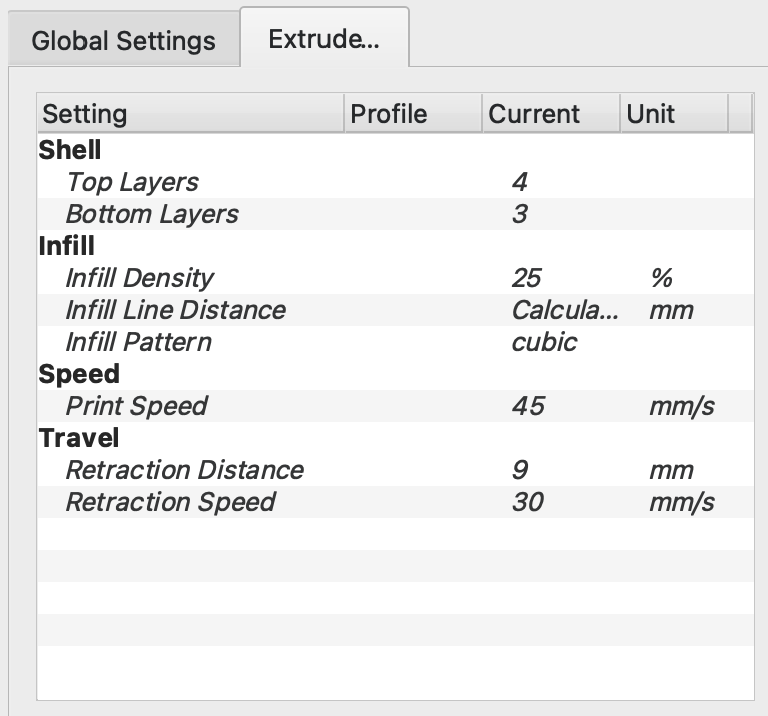 Global Settings Extrude...
Setting Profile Current Unit
Shell
Top Layers 4
Bottom Layers 3
Infill
Infill Density 25 %
Infill Line Distance Calcula... mm
Infill Pattern cubic
Speed
Print Speed 45 mm/s
Travel
Retraction Distance 9 mm
Retraction Speed 30 mm/s